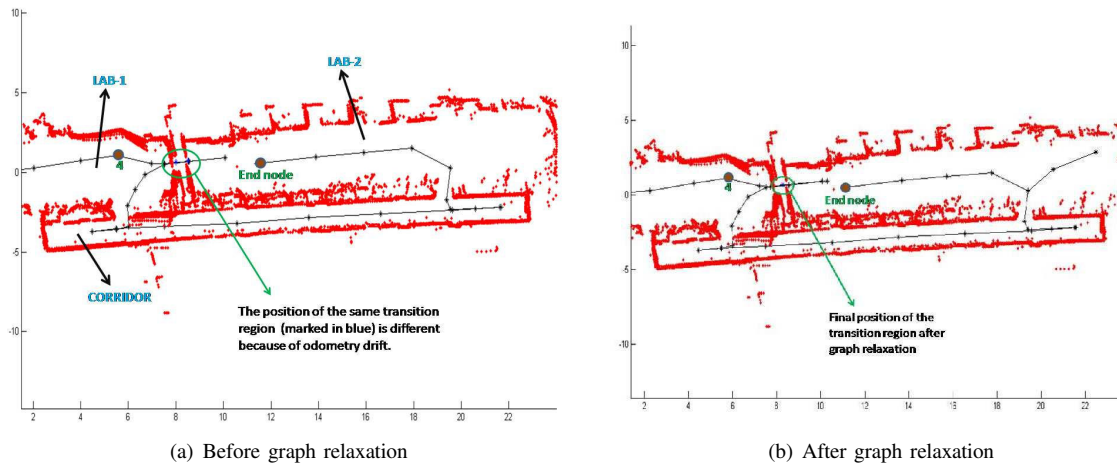 10
5
0
-5
-10
2 4 6 8 10 12 14 16 18 20 22
LAB-1
LAB-2
4
End node
CORRIDOR
The position of the same transition
region (marked in blue) is different
because of odometry drift.
(a) Before graph relaxation
10
5
0
-5
-10
2 4 6 8 10 12 14 16 18 20 22
4
End node
Final position of the
transition region after
graph relaxation
(b) After graph relaxation